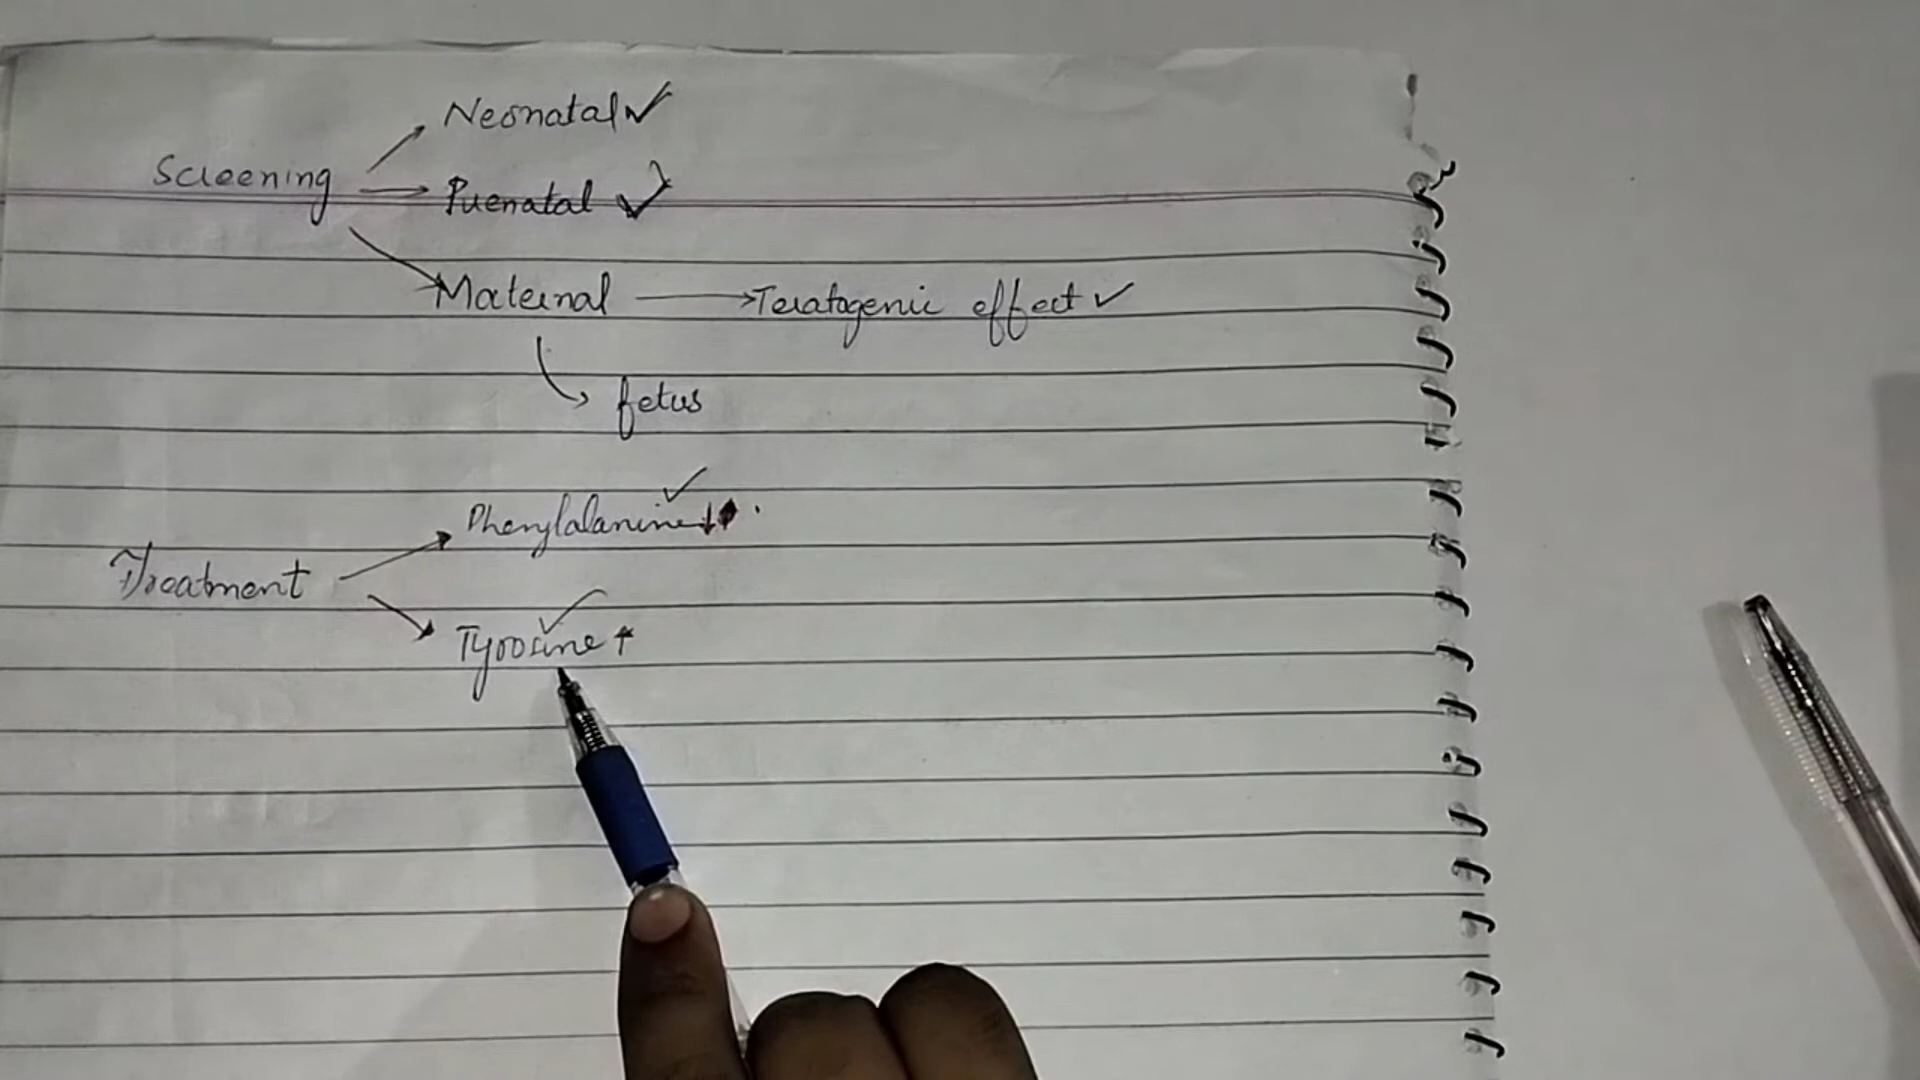 Neonatal ✓
Screening
Prenatal ✓
Maternal → Teratogenic effect ✓
fetus
Phenylalanine ↓
Treatment
Tyrosine ↑